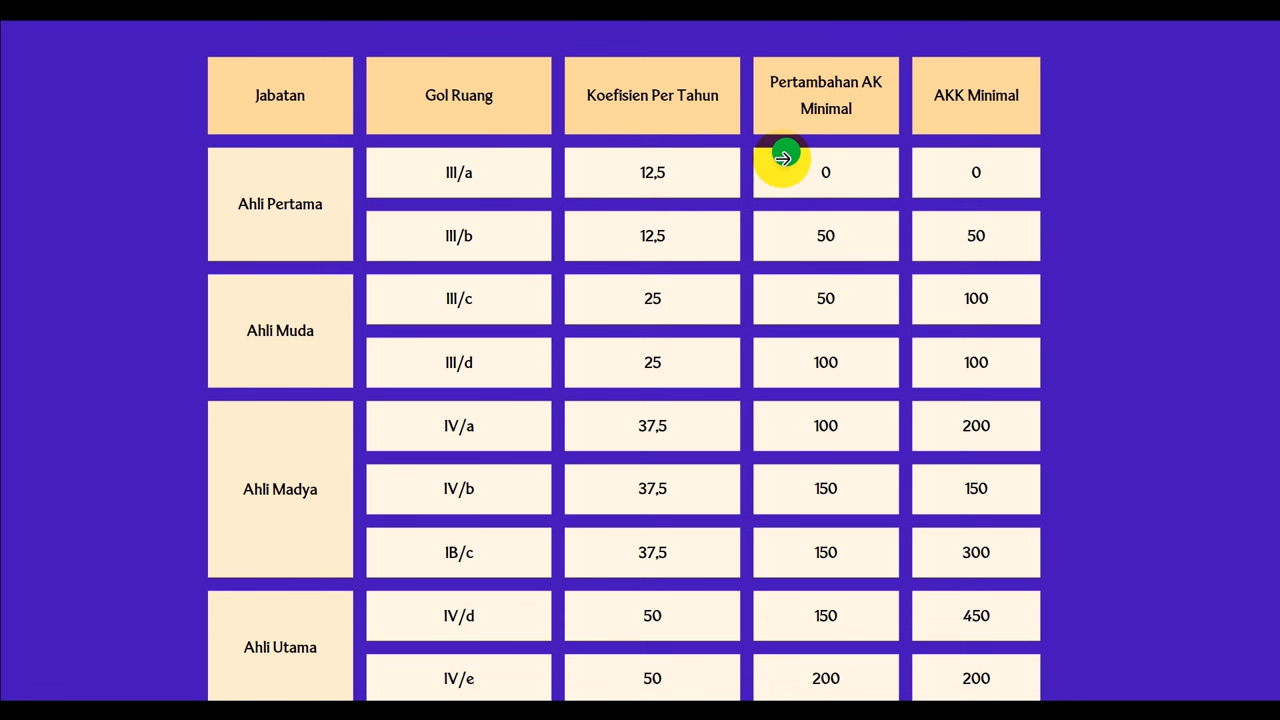 Jabatan Gol Ruang Koefisien Per Tahun Pertambahan AK Minimal AKK Minimal
Ahli Pertama III/a 12,5 0 0
III/b 12,5 50 50
Ahli Muda III/c 25 50 100
III/d 25 100 100
Ahli Madya IV/a 37,5 100 200
IV/b 37,5 150 150
IB/c 37,5 150 300
Ahli Utama IV/d 50 150 450
IV/e 50 200 200